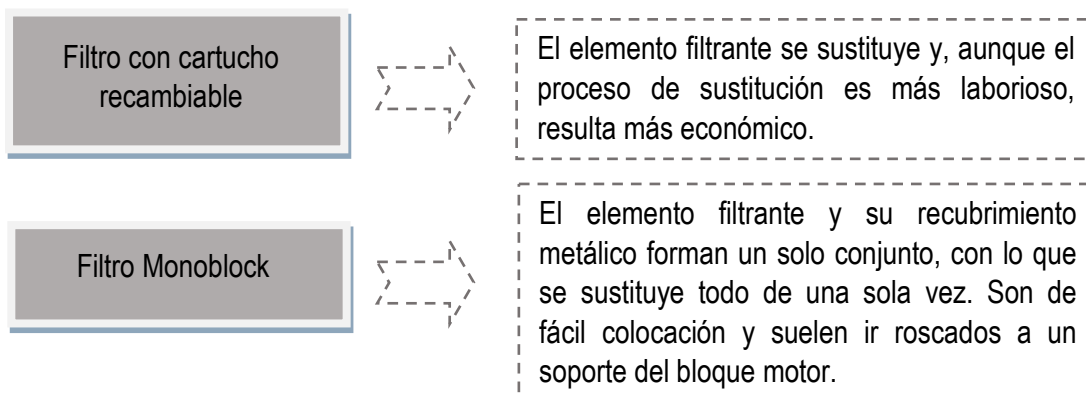 Filtro con cartucho
recambiable
El elemento filtrante se sustituye y, aunque el
proceso de sustitución es más laborioso,
resulta más económico.
Filtro Monoblock
El elemento filtrante y su recubrimiento
metálico forman un solo conjunto, con lo que
se sustituye todo de una sola vez. Son de
fácil colocación y suelen ir roscados a un
soporte del bloque motor.